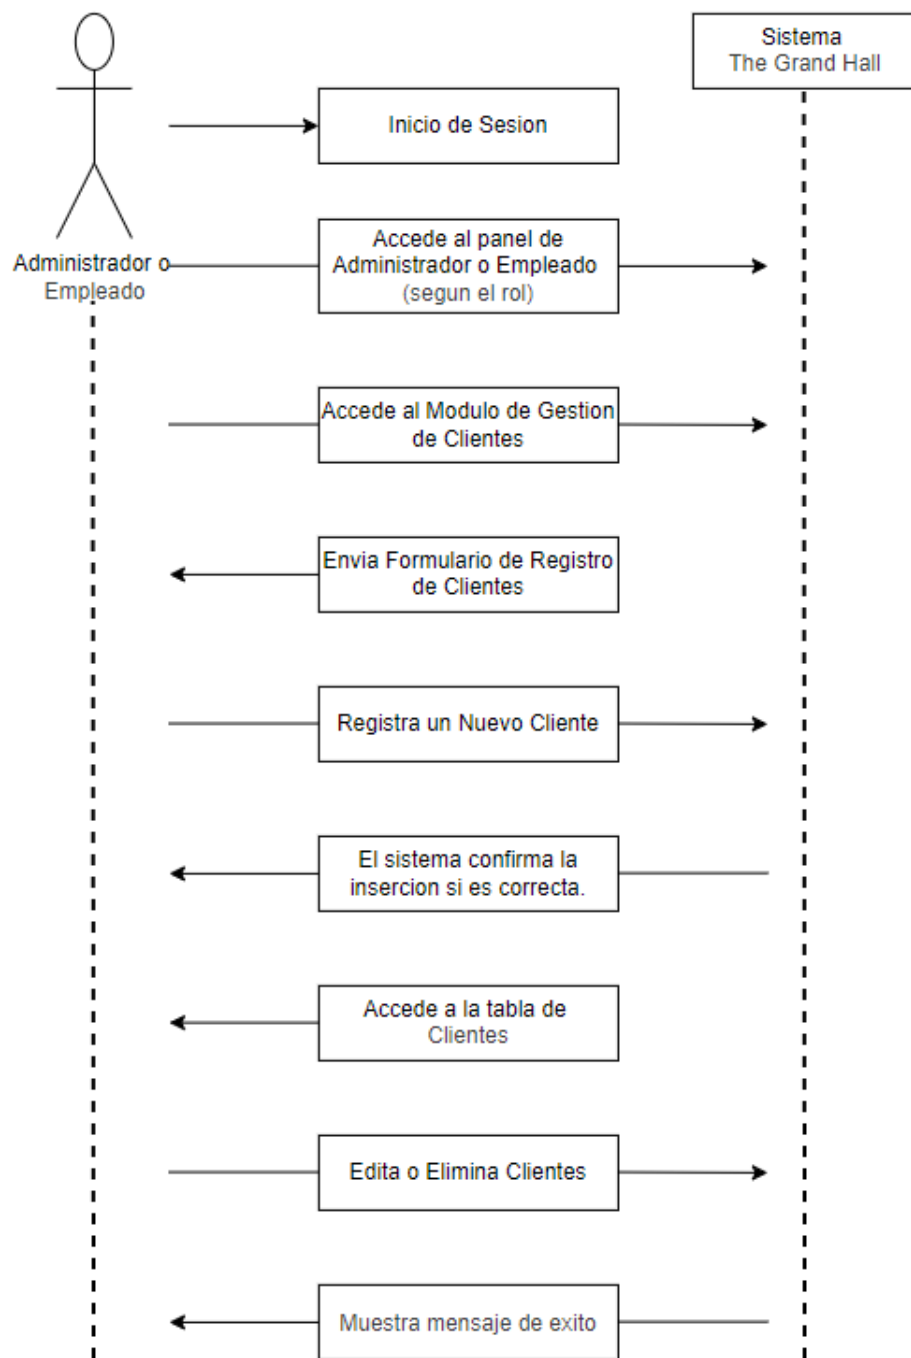 Sistema
The Grand Hall
Inicio de Sesion
Administrador o
Empleado
Accede al panel de
Administrador o Empleado
(segun el rol)
Accede al Modulo de Gestion
de Clientes
Envia Formulario de Registro
de Clientes
Registra un Nuevo Cliente
El sistema confirma la
insercion si es correcta.
Accede a la tabla de
Clientes
Edita o Elimina Clientes
Muestra mensaje de exito